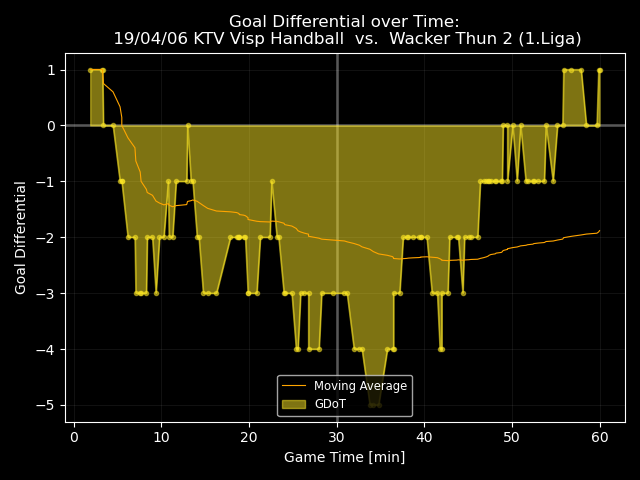 Goal Differential over Time:
19/04/06 KTV Visp Handball  vs.  Wacker Thun 2 (1.Liga)
Goal Differential
1
0
−1
−2
−3
−4
−5
Moving Average
GDoT
0
10
20
30
40
50
60
Game Time [min]